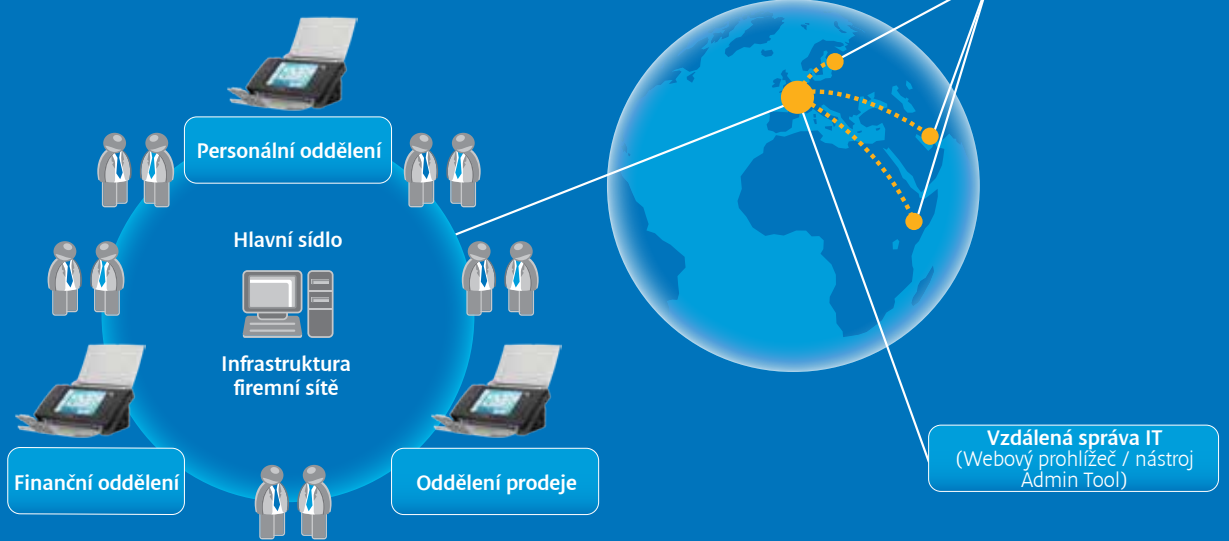 Personální oddělení
Hlavní sídlo
Infrastruktura
firemní sítě
Finanční oddělení
Oddělení prodeje
Vzdálená správa IT
(Webový prohlížeč / nástroj
Admin Tool)